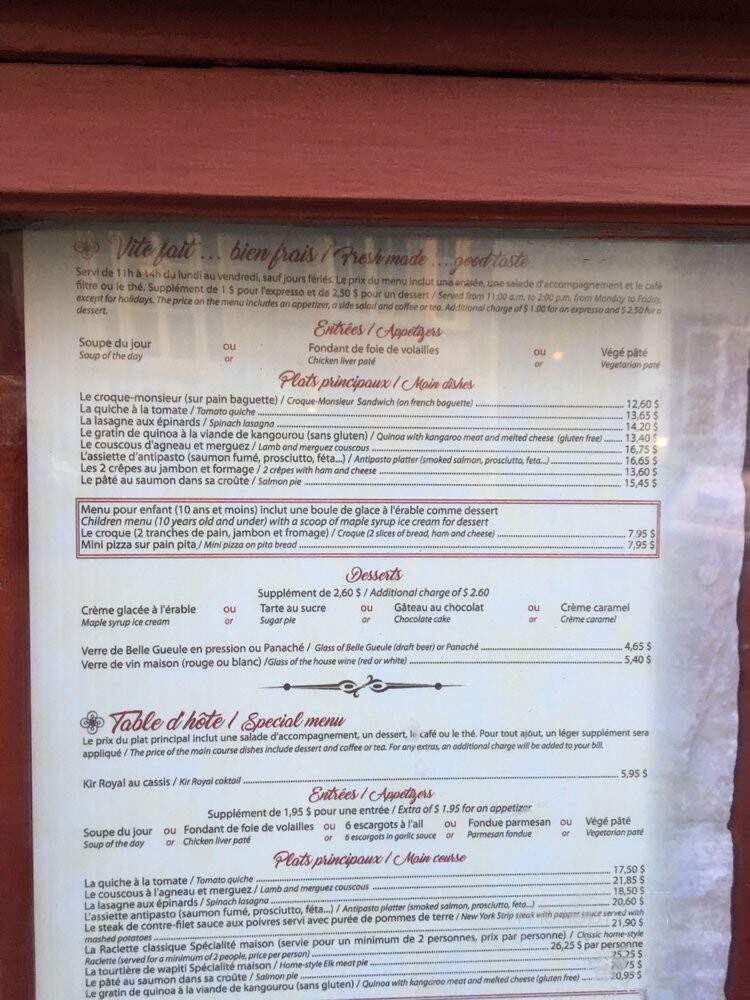 Vite fait ... bien frais / Fresh made ... good taste
Servi de 11h à 14h du lundi au vendredi, sauf jours fériés. Le prix du menu inclut une entrée, une salade d'accompagnement et le café
filtre ou le thé. Supplément de 1 $ pour l'expresso et de 2,50 $ pour un dessert / Served from 11:00 a.m. to 2:00 p.m. from Monday to Friday,
except for holidays. The price on the menu includes an appetizer, a side salad and coffee or tea. Additional charge of $ 1.00 for an expresso and $ 2.50 for a
dessert.
Entrées / Appetizers
Soupe du jour ou Fondant de foie de volailles ou Végé pâté
Soup of the day or Chicken liver paté or Vegetarian paté
Plats principaux / Main dishes
Le croque-monsieur (sur pain baguette) / Croque-Monsieur Sandwich (on french baguette) 12,60 $
La quiche à la tomate / Tomato quiche 13,65 $
La lasagne aux épinards / Spinach lasagna 14,20 $
Le gratin de quinoa à la viande de kangourou (sans gluten) / Quinoa with kangaroo meat and melted cheese (gluten free) 13,40 $
Le couscous d'agneau et merguez / Lamb and merguez couscous 16,75 $
L'assiette d'antipasto (saumon fumé, prosciutto, féta...) / Antipasto platter (smoked salmon, prosciutto, feta...) 16,65 $
Les 2 crêpes au jambon et formage / 2 crêpes with ham and cheese 13,60 $
Le pâté au saumon dans sa croûte / Salmon pie 15,45 $
Menu pour enfant (10 ans et moins) inclut une boule de glace à l'érable comme dessert
Children menu (10 years old and under) with a scoop of maple syrup ice cream for dessert
Le croque (2 tranches de pain, jambon et fromage) / Croque (2 slices of bread, ham and cheese) 7,95 $
Mini pizza sur pain pita / Mini pizza on pita bread 7,95 $
Desserts
Supplément de 2,60 $ / Additional charge of $ 2.60
Crème glacée à l'érable ou Tarte au sucre ou Gâteau au chocolat ou Crème caramel
Maple syrup ice cream or Sugar pie or Chocolate cake or Crème caramel
Verre de Belle Gueule en pression ou Panaché / Glass of Belle Gueule (draft beer) or Panaché 4,65 $
Verre de vin maison (rouge ou blanc) / Glass of the house wine (red or white) 5,40 $
Table d'hôte / Special menu
Le prix du plat principal inclut une salade d'accompagnement, un dessert, le café ou le thé. Pour tout ajout, un léger supplément sera
appliqué / The price of the main course dishes include dessert and coffee or tea. For any extras, an additional charge will be added to your bill.
Kir Royal au cassis / Kir Royal coktail 5,95 $
Entrées / Appetizers
Supplément de 1,95 $ pour une entrée / Extra of $ 1.95 for an appetizer
Soupe du jour ou Fondant de foie de volailles ou 6 escargots à l'ail ou Fondue parmesan ou Végé pâté
Soup of the day or Chicken liver paté or 6 escargots in garlic sauce or Parmesan fondue or Vegetarian paté
Plats principaux / Main course
La quiche à la tomate / Tomato quiche 17,50 $
Le couscous à l'agneau et merguez / Lamb and merguez couscous 21,85 $
La lasagne aux épinards / Spinach lasagna 18,50 $
L'assiette antipasto (saumon fumé, prosciutto, féta...) / Antipasto platter (smoked salmon, prosciutto, feta...) 20,60 $
Le steak de contre-filet sauce aux poivres servi avec purée de pommes de terre / New York Strip steak with pepper sauce served with
mashed potatoes 21,90 $
La Raclette classique Spécialité maison (servie pour un minimum de 2 personnes, prix par personne) / Classic home-style
Raclette (served for a minimum of 2 people, price per person) 26,25 $ par personne
La tourtière de wapiti Spécialité maison / Home-style Elk meat pie 25,25 $
Le pâté au saumon dans sa croûte / Salmon pie
Le gratin de quinoa à la viande de kangourou (sans gluten) / Quinoa with kangaroo meat and melted cheese (gluten free)